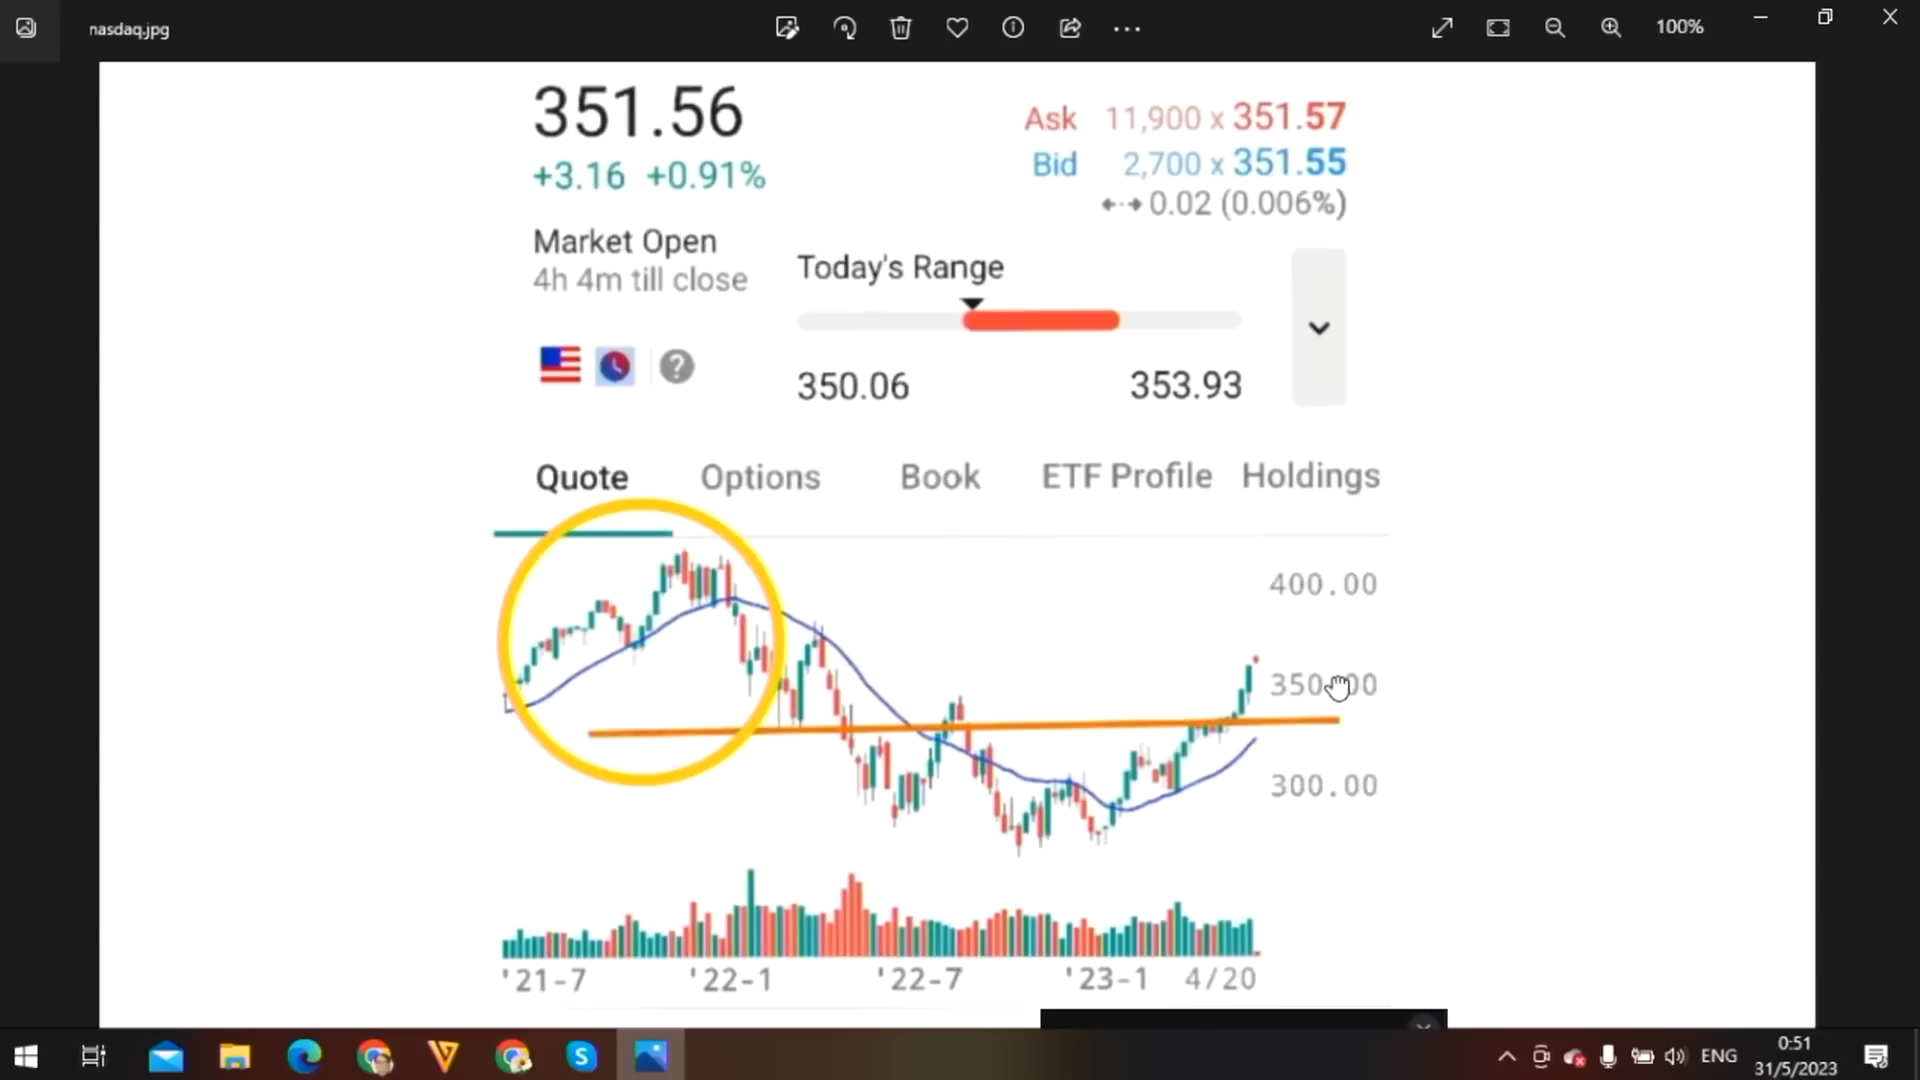 nasdaq.jpg
100%
351.56
+3.16 +0.91%
Ask 11,900 x 351.57
Bid 2,700 x 351.55
0.02 (0.006%)
Market Open
4h 4m till close
Today's Range
350.06 353.93
Quote Options Book ETF Profile Holdings
400.00
350.00
300.00
'21-7 '22-1 '22-7 '23-1 4/20
ENG
0:51
31/5/2023